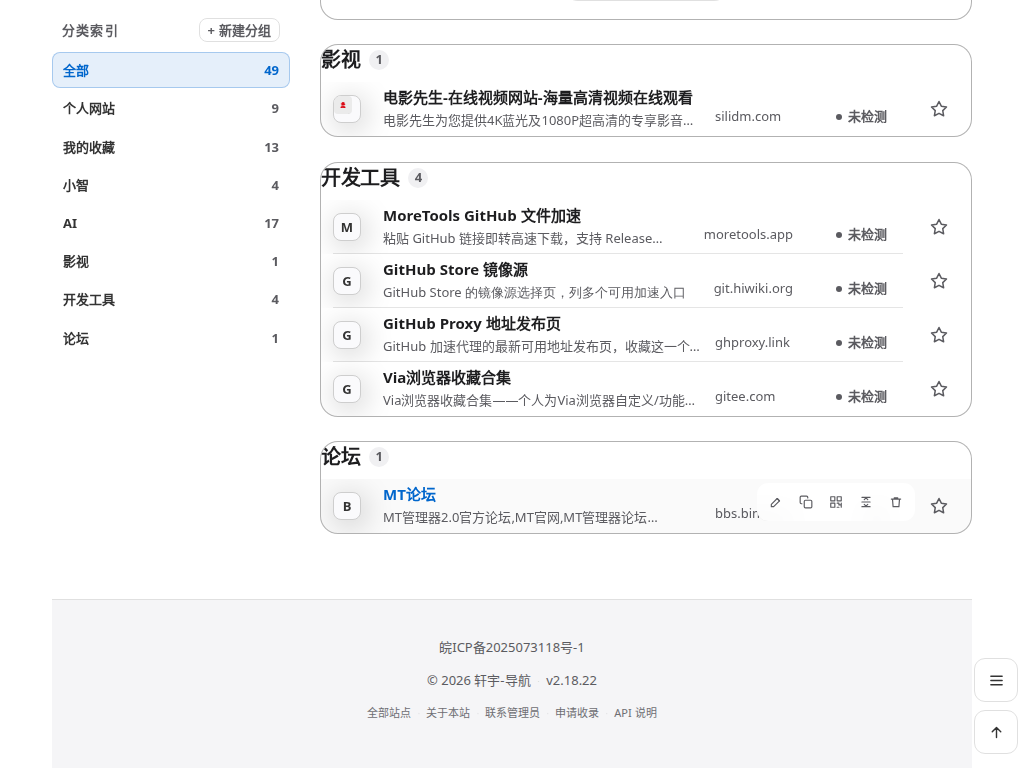 分类索引
+ 新建分组
全部 49
个人网站 9
我的收藏 13
小智 4
AI 17
影视 1
开发工具 4
论坛 1
影视 1
电影先生-在线视频网站-海量高清视频在线观看
电影先生为您提供4K蓝光及1080P超高清的专享影音...
silidm.com
未检测
开发工具 4
M
MoreTools GitHub 文件加速
粘贴 GitHub 链接即转高速下载，支持 Release...
moretools.app
未检测
G
GitHub Store 镜像源
GitHub Store 的镜像源选择页，列多个可用加速入口
git.hiwiki.org
未检测
G
GitHub Proxy 地址发布页
GitHub 加速代理的最新可用地址发布页，收藏这一个...
ghproxy.link
未检测
G
Via浏览器收藏合集
Via浏览器收藏合集——个人为Via浏览器自定义/功能...
gitee.com
未检测
论坛 1
B
MT论坛
MT管理器2.0官方论坛,MT官网,MT管理器论坛...
bbs.bin.
皖ICP备2025073118号-1
© 2026 轩宇-导航 v2.18.22
全部站点 关于本站 联系管理员 申请收录 API 说明